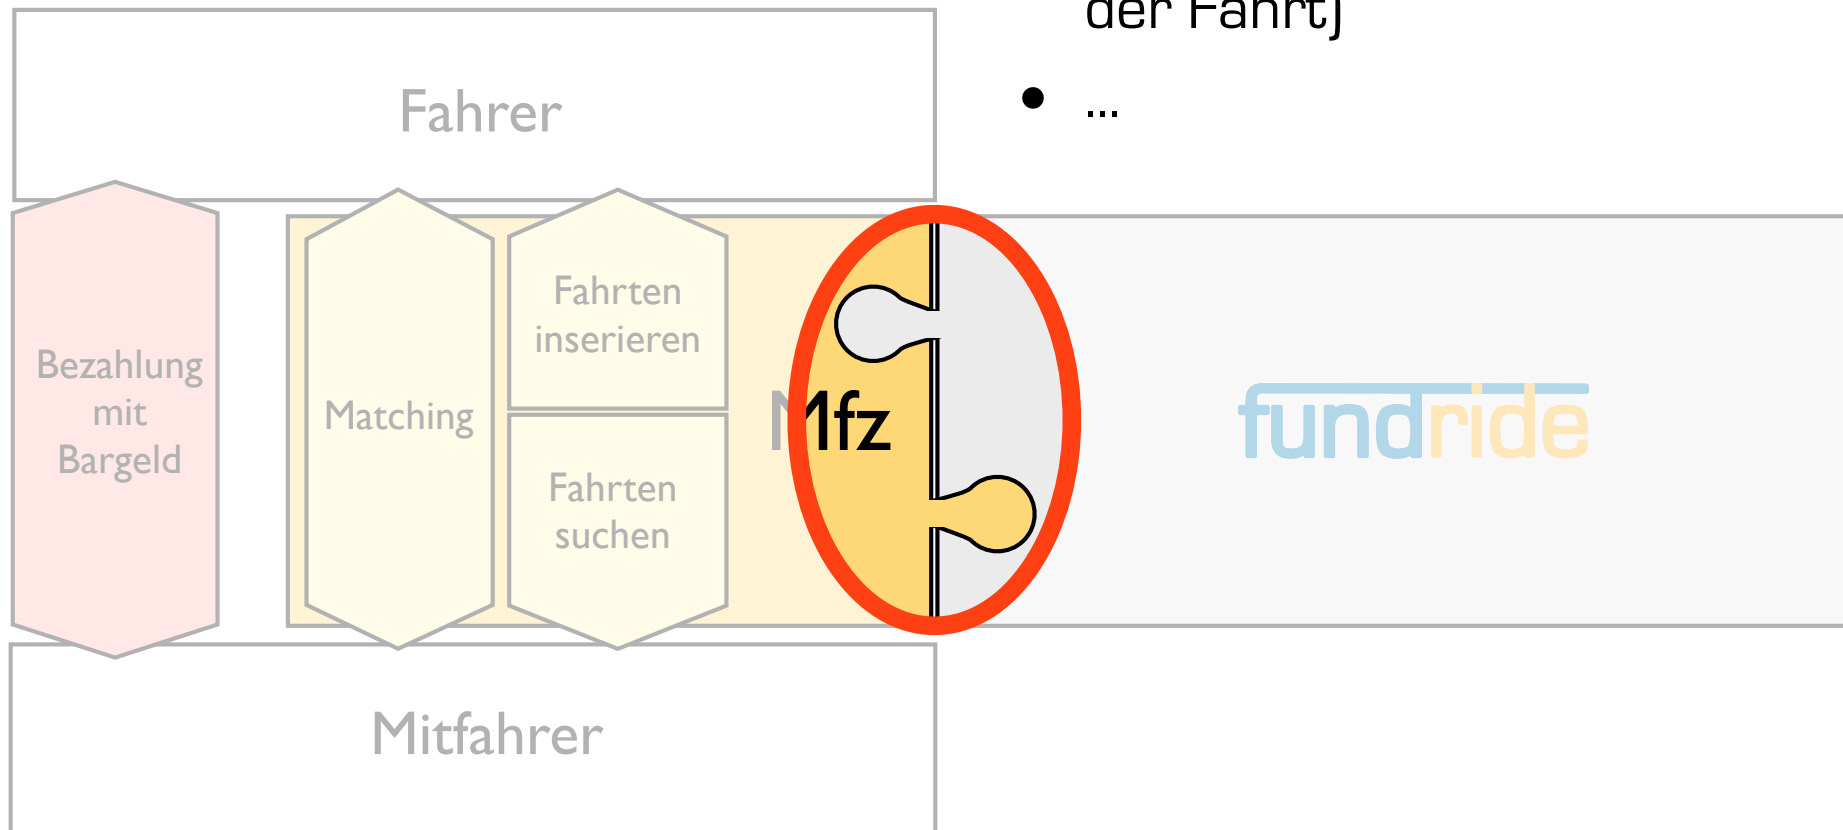 der Fahrt)
• ...
Fahrer
Bezahlung
mit
Bargeld
Matching
Fahrten
inserieren
Fahrten
suchen
Mfz
fundride
Mitfahrer